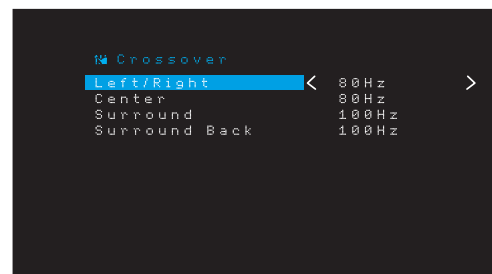 Crossover
Left/Right < 80Hz >
Center 80Hz
Surround 100Hz
Surround Back 100Hz